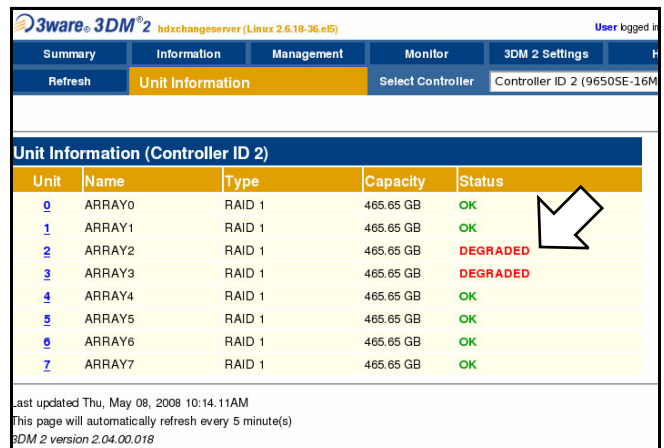 3ware® 3DM®2 hdxchangeserver (Linux 2.6.18-36.el5) User logged in
Summary Information Management Monitor 3DM 2 Settings
Refresh Unit Information Select Controller Controller ID 2 (9650SE-16M
Unit Information (Controller ID 2)
Unit Name Type Capacity Status
0 ARRAY0 RAID 1 465.65 GB OK
1 ARRAY1 RAID 1 465.65 GB OK
2 ARRAY2 RAID 1 465.65 GB DEGRADED
3 ARRAY3 RAID 1 465.65 GB DEGRADED
4 ARRAY4 RAID 1 465.65 GB OK
5 ARRAY5 RAID 1 465.65 GB OK
6 ARRAY6 RAID 1 465.65 GB OK
7 ARRAY7 RAID 1 465.65 GB OK
Last updated Thu, May 08, 2008 10:14.11AM
This page will automatically refresh every 5 minute(s)
3DM 2 version 2.04.00.018